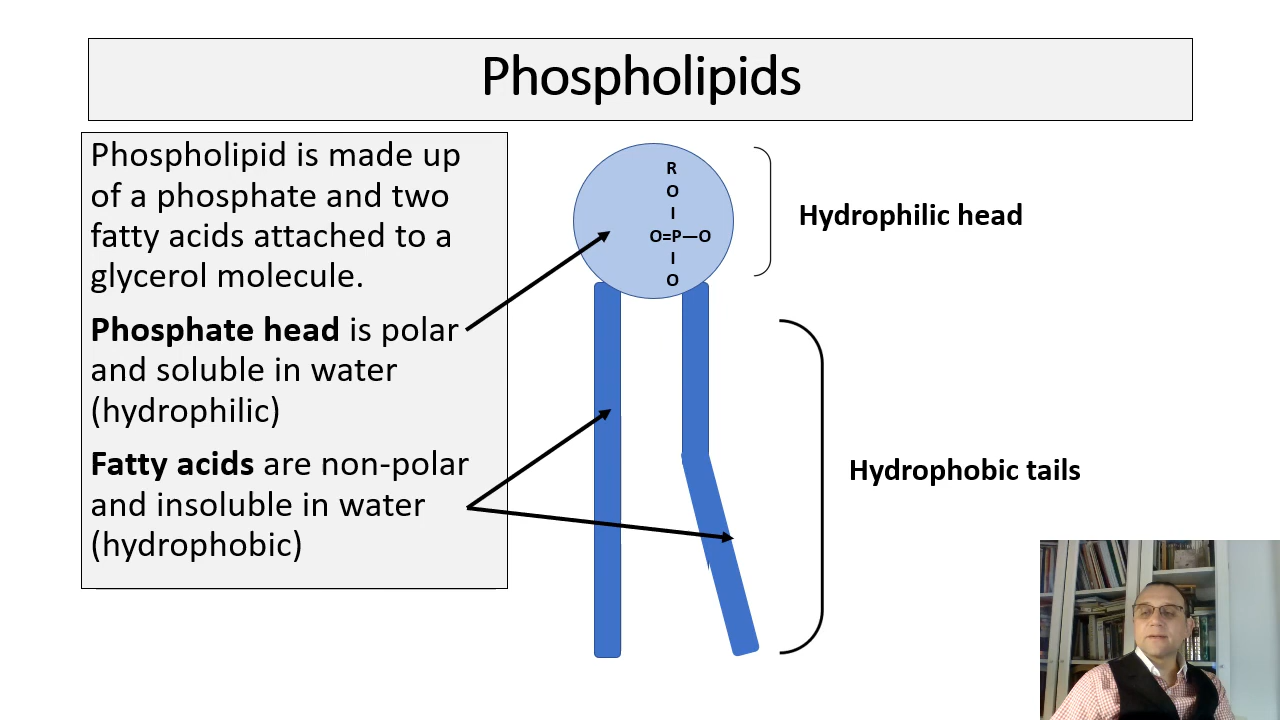 Phospholipids
Phospholipid is made up
of a phosphate and two
fatty acids attached to a
glycerol molecule.
Phosphate head is polar
and soluble in water
(hydrophilic)
Fatty acids are non-polar
and insoluble in water
(hydrophobic)
R
O
I
O=P—O
I
O
Hydrophilic head
Hydrophobic tails